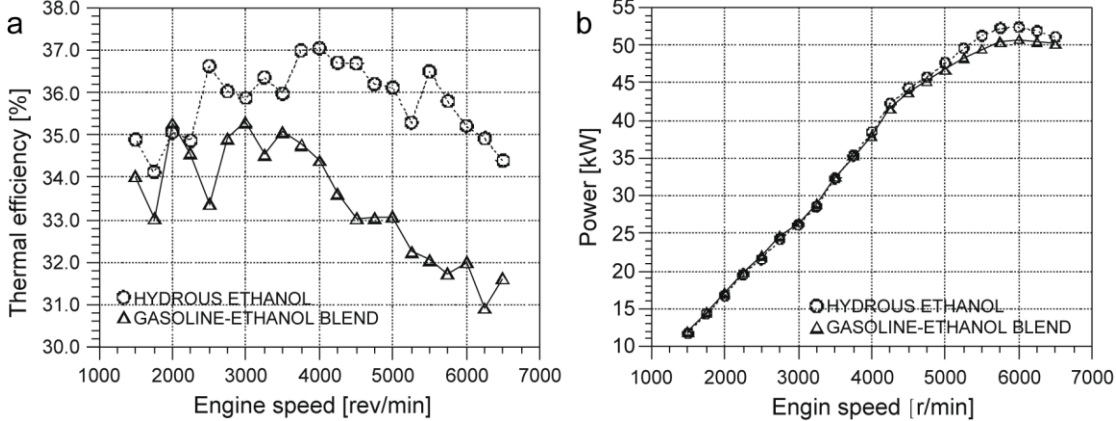 a
Thermal efficiency [%]
38.0
37.0
36.0
35.0
34.0
33.0
32.0
31.0
30.0
HYDROUS ETHANOL
GASOLINE-ETHANOL BLEND
1000 2000 3000 4000 5000 6000 7000
Engine speed [rev/min]
b
Power [kW]
55
50
45
40
35
30
25
20
15
10
HYDROUS ETHANOL
GASOLINE-ETHANOL BLEND
1000 2000 3000 4000 5000 6000 7000
Engin speed [r/min]